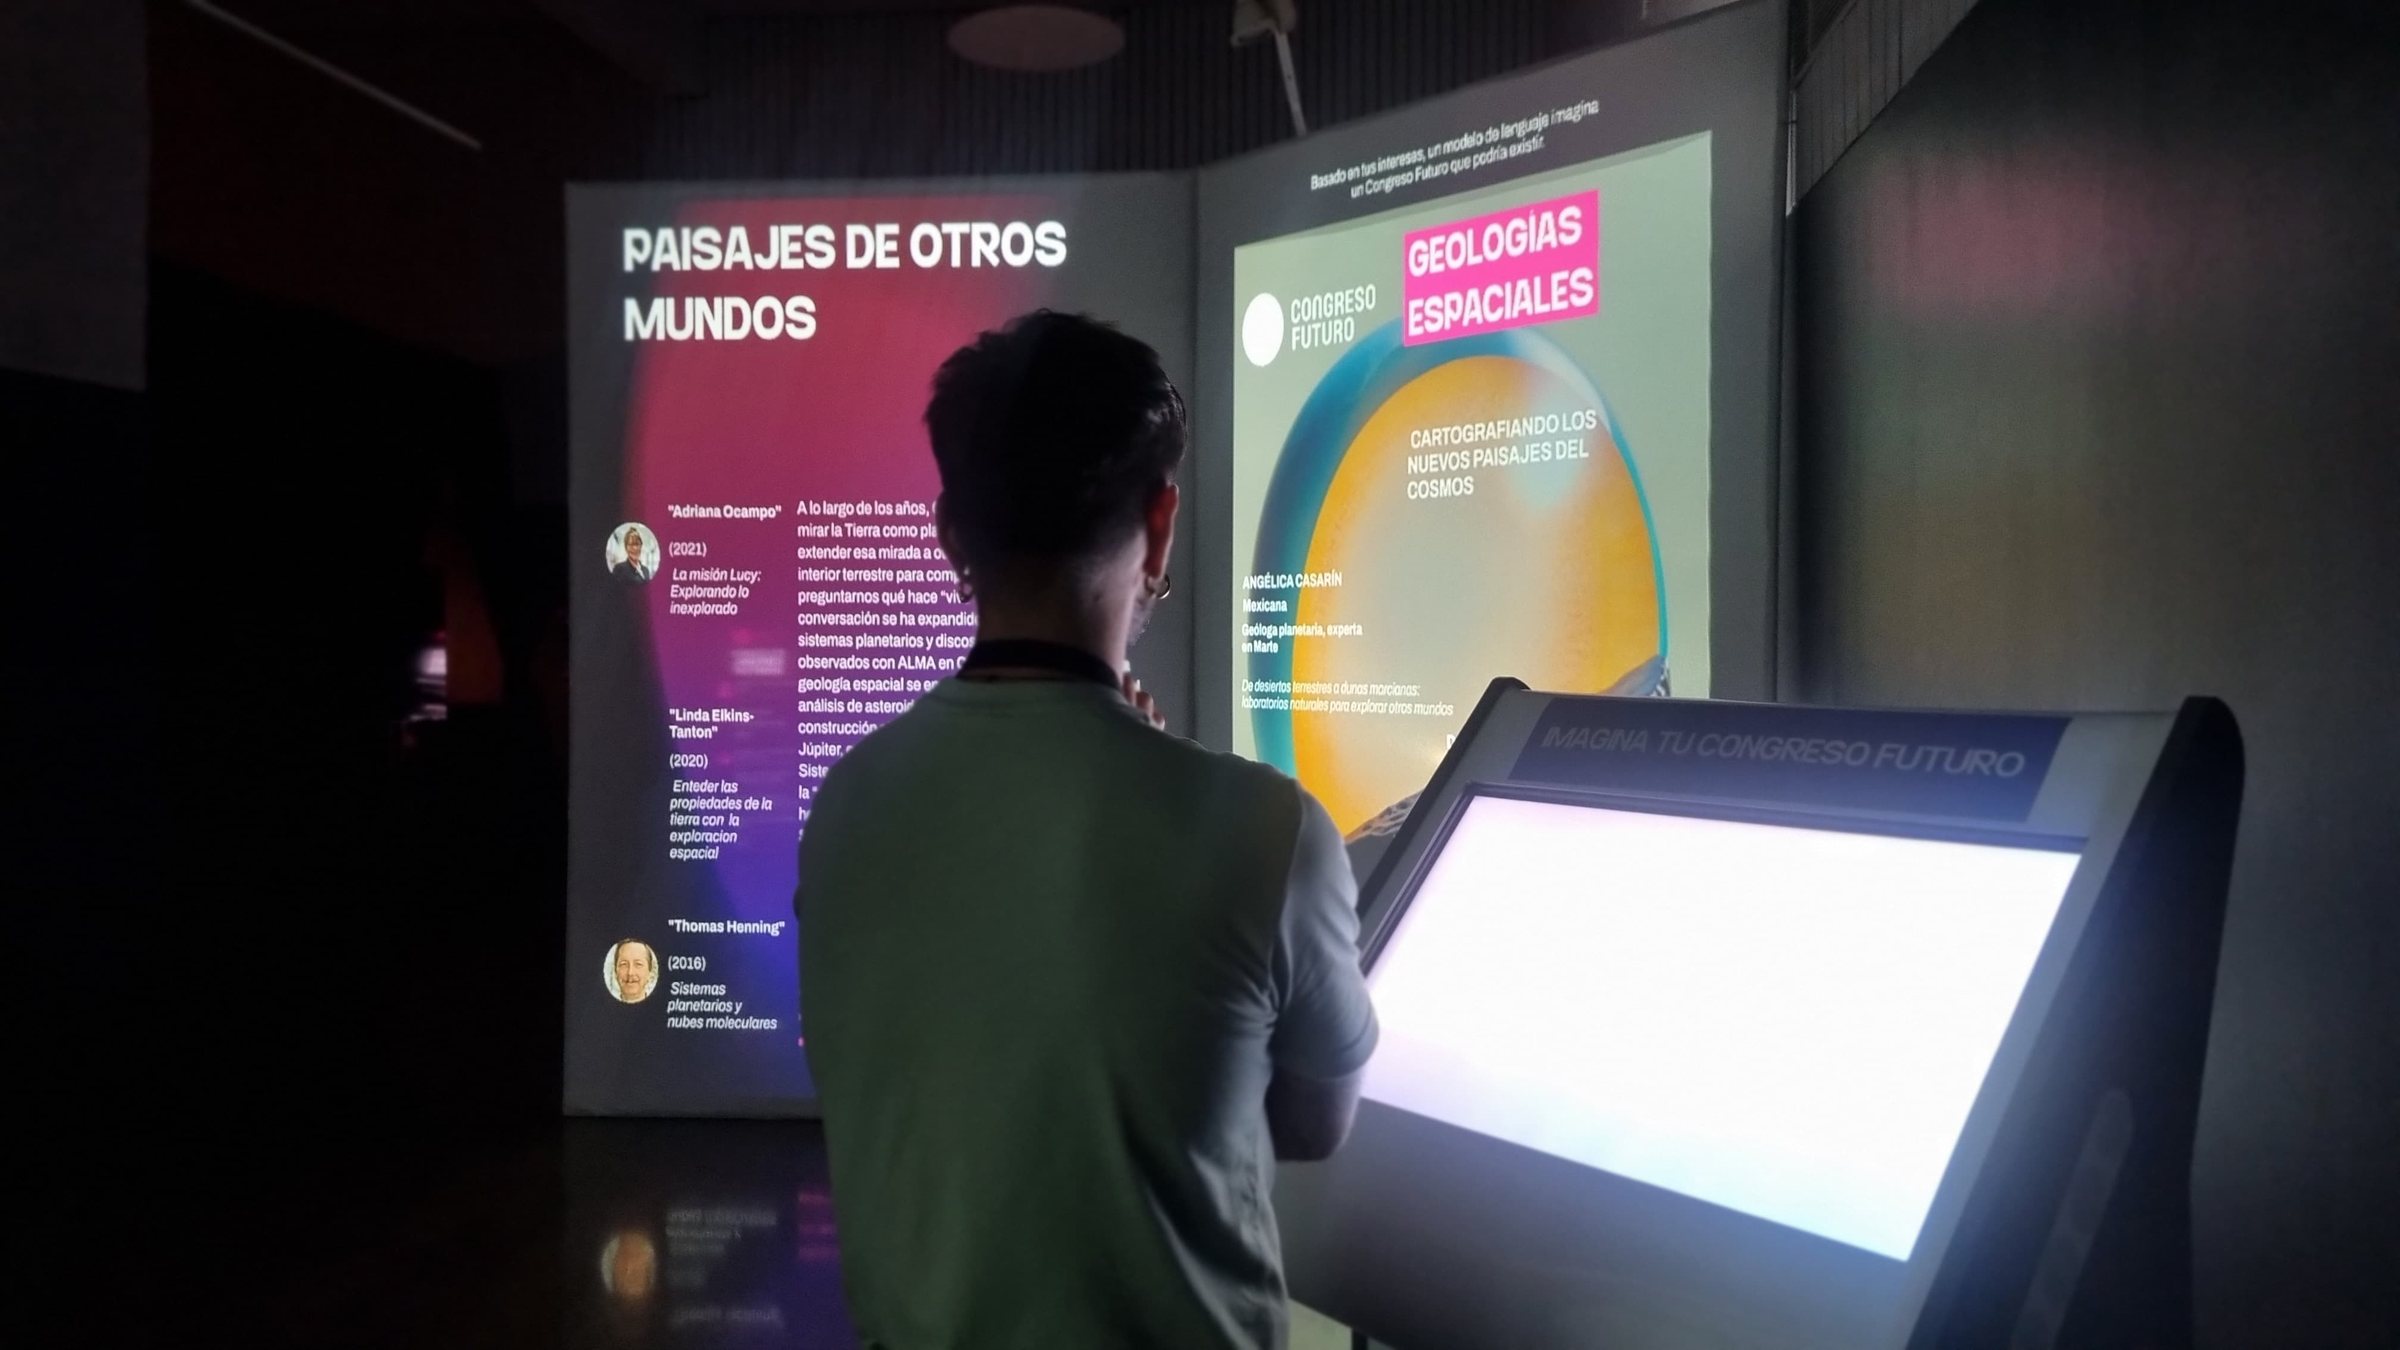 PAISAJES DE OTROS
MUNDOS
"Adriana Ocampo"
(2021)
La misión Lucy:
Explorando lo
inexplorado
"Linda Elkins-
Tanton"
(2020)
Enteder las
propiedades de la
tierra con la
exploracion
espacial
"Thomas Henning"
(2016)
Sistemas
planetarios y
nubes moleculares
A lo largo de los años,
mirar la Tierra como
extender esa mirada a
interior terrestre para
preguntarnos qué hace
conversación se ha
sistemas planetarios y
observados con ALMA en
geología espacial se
análisis de
construcción
Júpiter,
la
Basado en tus intereses, un modelo de lenguaje imagina
un Congreso Futuro que podría existir.
CONGRESO
FUTURO
GEOLOGÍAS
ESPACIALES
CARTOGRAFIANDO LOS
NUEVOS PAISAJES DEL
COSMOS
ANGÉLICA CASARÍN
Mexicana
Geóloga planetaria, experta
en Marte
De desiertos terrestres a dunas marcianas:
laboratorios naturales para explorar otros mundos
IMAGINA TU CONGRESO FUTURO